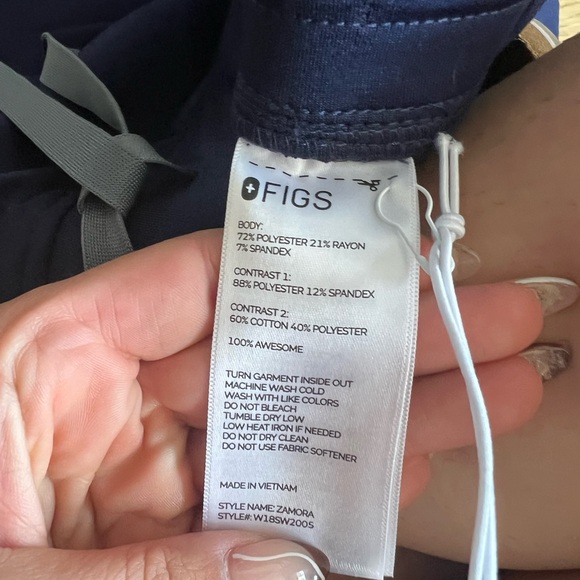 FIGS
BODY:
72% POLYESTER 21% RAYON
7% SPANDEX
CONTRAST 1:
88% POLYESTER 12% SPANDEX
CONTRAST 2:
60% COTTON 40% POLYESTER
100% AWESOME
TURN GARMENT INSIDE OUT
MACHINE WASH COLD
WASH WITH LIKE COLORS
DO NOT BLEACH
TUMBLE DRY LOW
LOW HEAT IRON IF NEEDED
DO NOT DRY CLEAN
DO NOT USE FABRIC SOFTENER
MADE IN VIETNAM
STYLE NAME: ZAMORA
STYLE#: W18SW2005